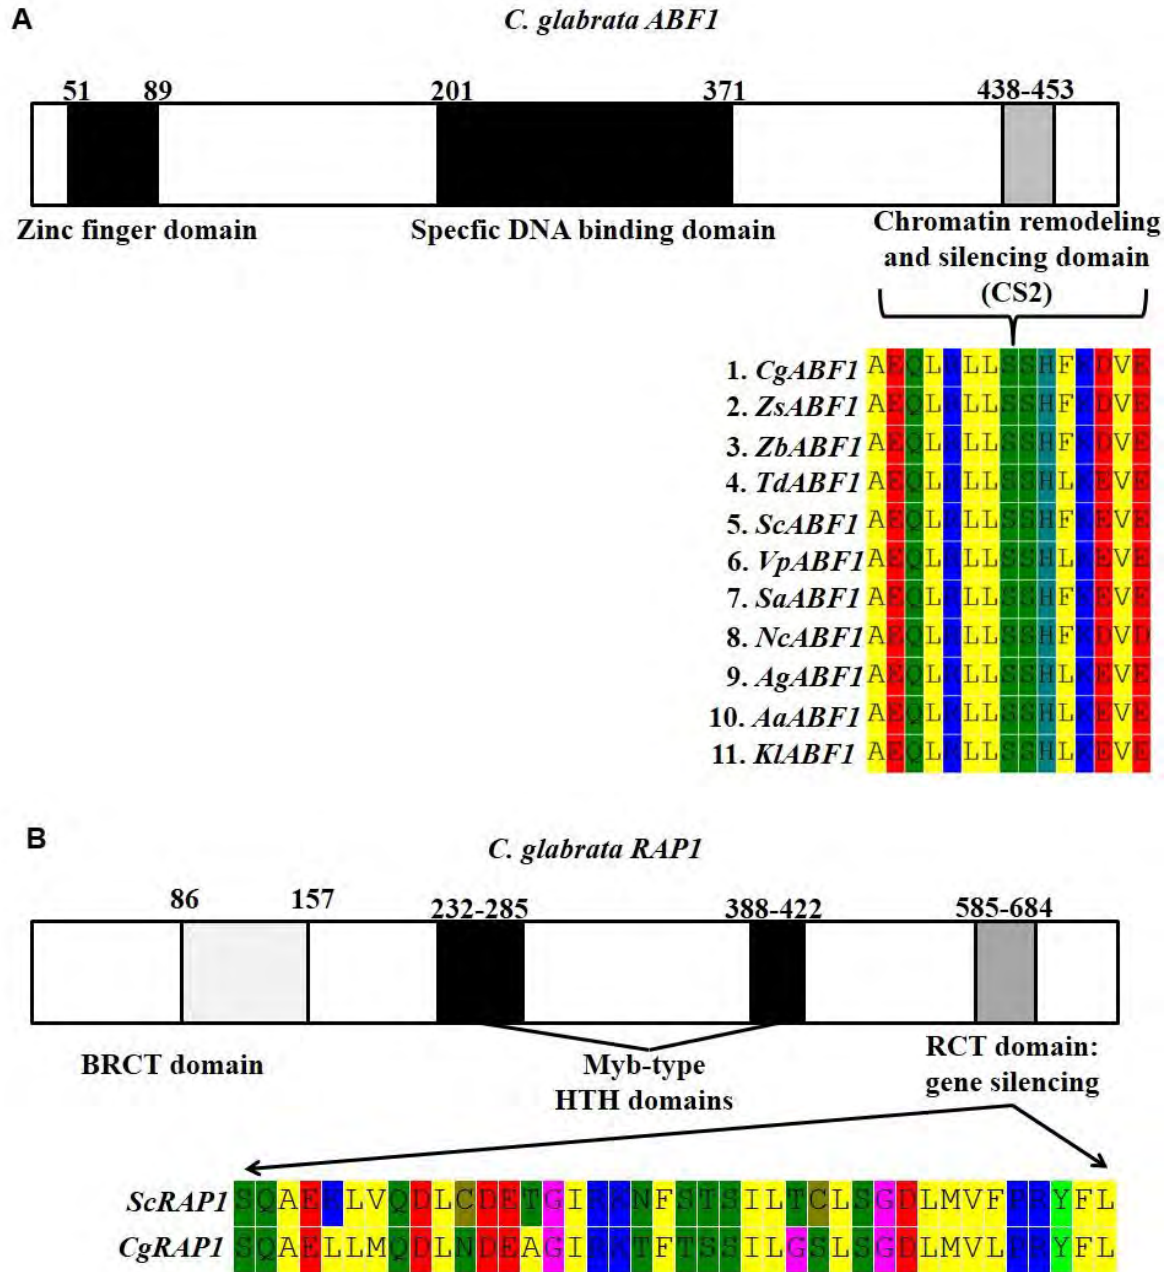 A
C. glabrata ABF1
51 89 201 371 438-453
Zinc finger domain
Specfic DNA binding domain
Chromatin remodeling
and silencing domain
(CS2)
1. CgABF1
2. ZsABF1
3. ZbABF1
4. TdABF1
5. ScABF1
6. VpABF1
7. SaABF1
8. NcABF1
9. AgABF1
10. AaABF1
11. KlABF1
B
C. glabrata RAP1
86 157 232-285 388-422 585-684
BRCT domain
Myb-type
HTH domains
RCT domain:
gene silencing
ScRAP1 SQAEKLVQDLCDETGIRKNFSTSILTCLSGDLMVFPRYFL
CgRAP1 SQAELLMQDLNDEAGIRKTFTSSILGSLSGDLMVLPRYFL